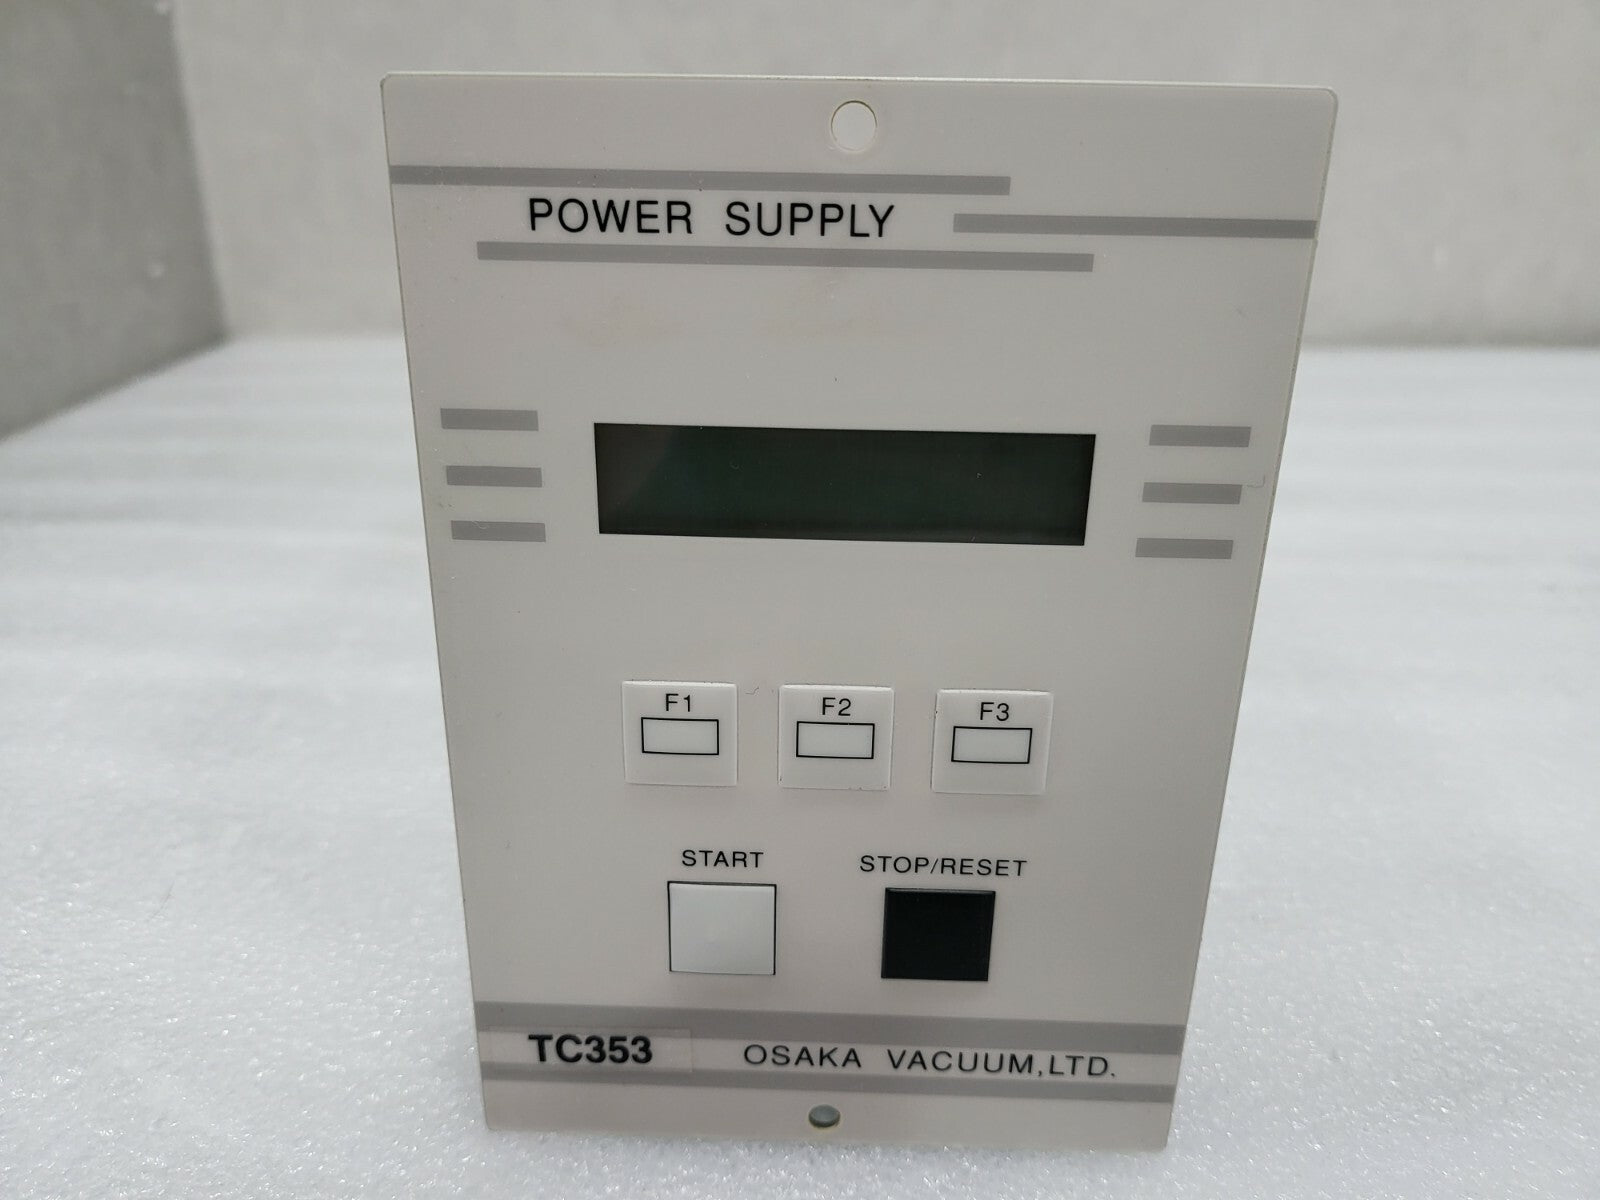 POWER SUPPLY
F1 F2 F3
START STOP/RESET
TC353 OSAKA VACUUM,LTD.